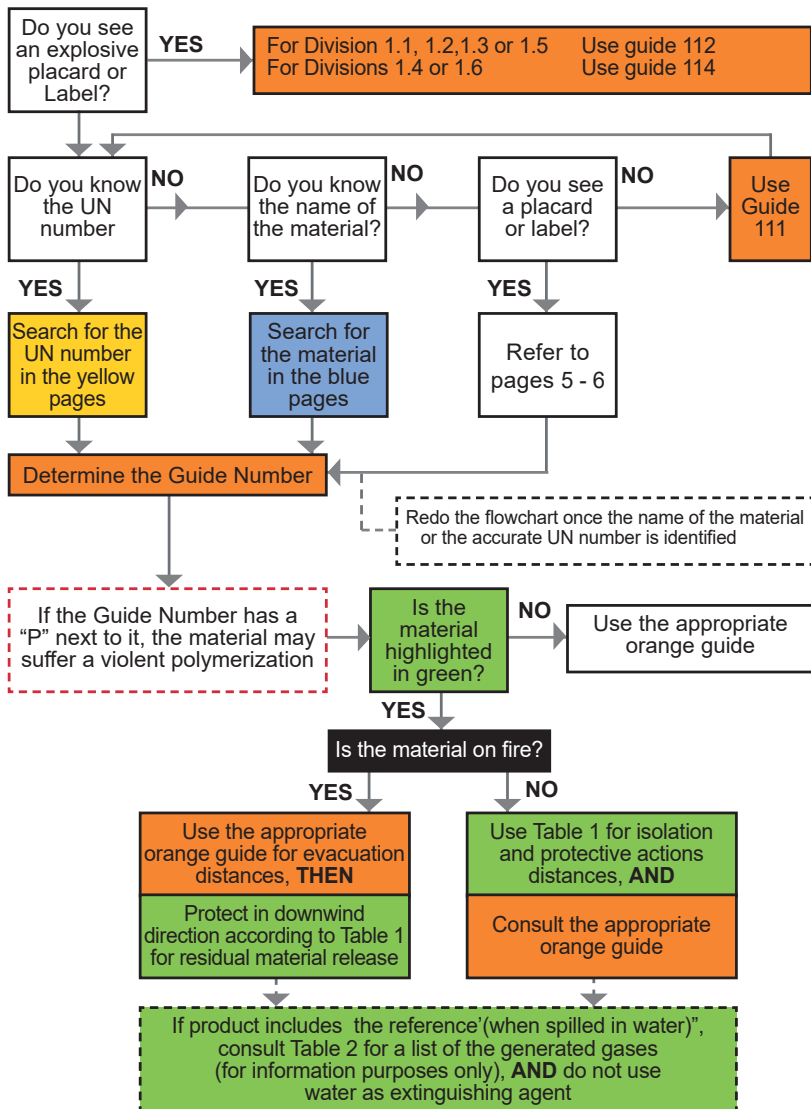 Do you see
an explosive
placard or
Label?
YES
For Division 1.1, 1.2,1.3 or 1.5 Use guide 112
For Divisions 1.4 or 1.6 Use guide 114
Do you know
the UN
number
NO
Do you know
the name of
the material?
NO
Do you see
a placard
or label?
NO
Use
Guide
111
YES
YES
YES
Search for the
UN number
in the yellow
pages
Search for
the material
in the blue
pages
Refer to
pages 5 - 6
Determine the Guide Number
Redo the flowchart once the name of the material
or the accurate UN number is identified
If the Guide Number has a
“P” next to it, the material may
suffer a violent polymerization
Is the
material
highlighted
in green?
NO
Use the appropriate
orange guide
YES
Is the material on fire?
YES
NO
Use the appropriate
orange guide for evacuation
distances, THEN
Protect in downwind
direction according to Table 1
for residual material release
Use Table 1 for isolation
and protective actions
distances, AND
Consult the appropriate
orange guide
If product includes the reference’(when spilled in water)”,
consult Table 2 for a list of the generated gases
(for information purposes only), AND do not use
water as extinguishing agent